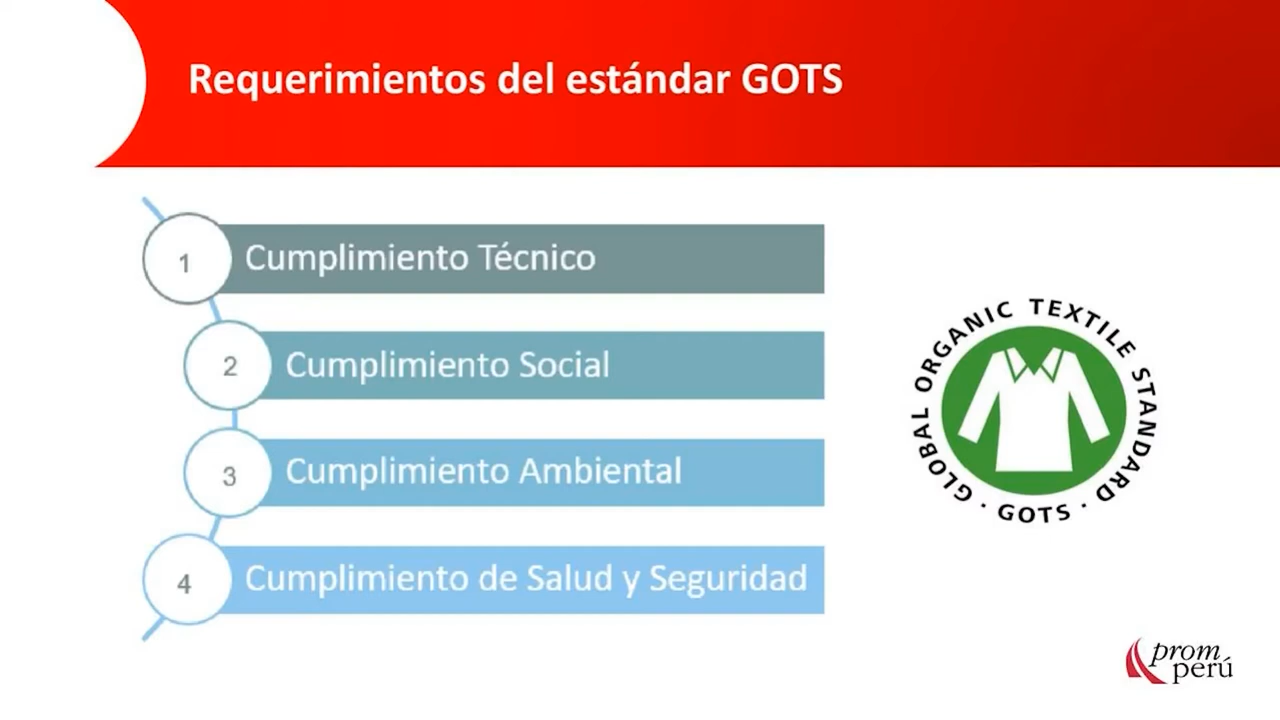 Requerimientos del estándar GOTS
1 Cumplimiento Técnico
2 Cumplimiento Social
3 Cumplimiento Ambiental
4 Cumplimiento de Salud y Seguridad
GLOBAL ORGANIC TEXTILE STANDARD · GOTS ·
prom
perú